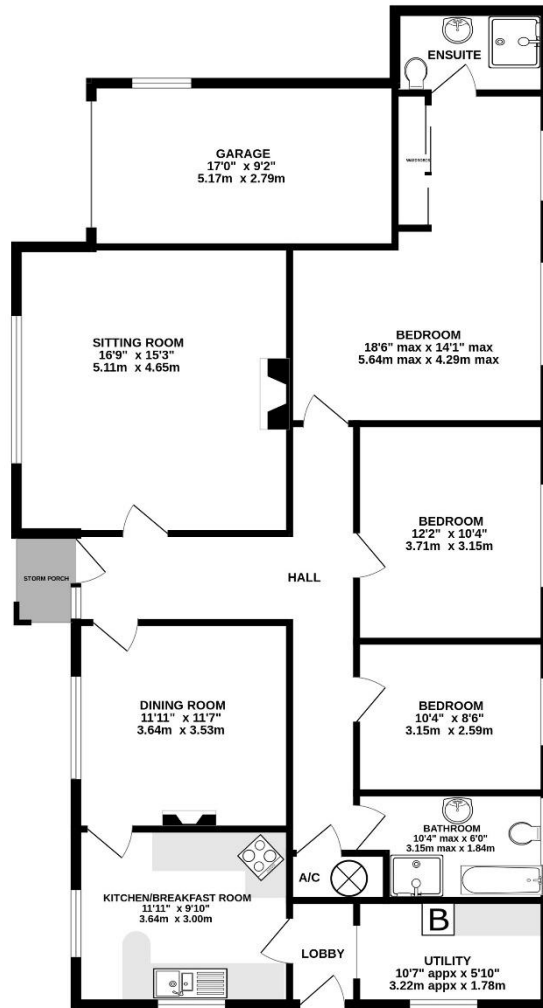 ENSUITE
GARAGE
17'0" x 9'2"
5.17m x 2.79m
WARDROBES
SITTING ROOM
16'9" x 15'3"
5.11m x 4.65m
BEDROOM
18'6" max x 14'1" max
5.64m max x 4.29m max
BEDROOM
12'2" x 10'4"
3.71m x 3.15m
STORM PORCH
HALL
DINING ROOM
11'11" x 11'7"
3.64m x 3.53m
BEDROOM
10'4" x 8'6"
3.15m x 2.59m
BATHROOM
10'4" max x 6'0"
3.15m max x 1.84m
A/C
KITCHEN/BREAKFAST ROOM
11'11" x 9'10"
3.64m x 3.00m
LOBBY
B
UTILITY
10'7" appx x 5'10"
3.22m appx x 1.78m